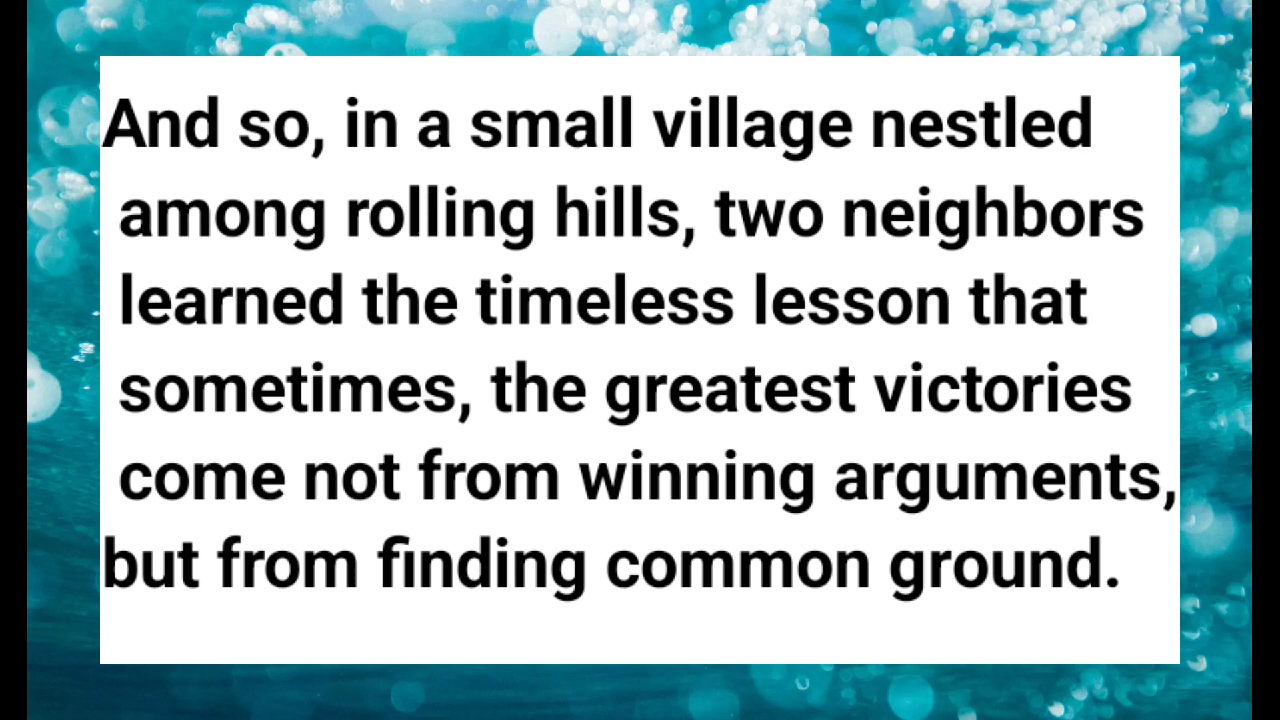 And so, in a small village nestled
among rolling hills, two neighbors
learned the timeless lesson that
sometimes, the greatest victories
come not from winning arguments,
but from finding common ground.